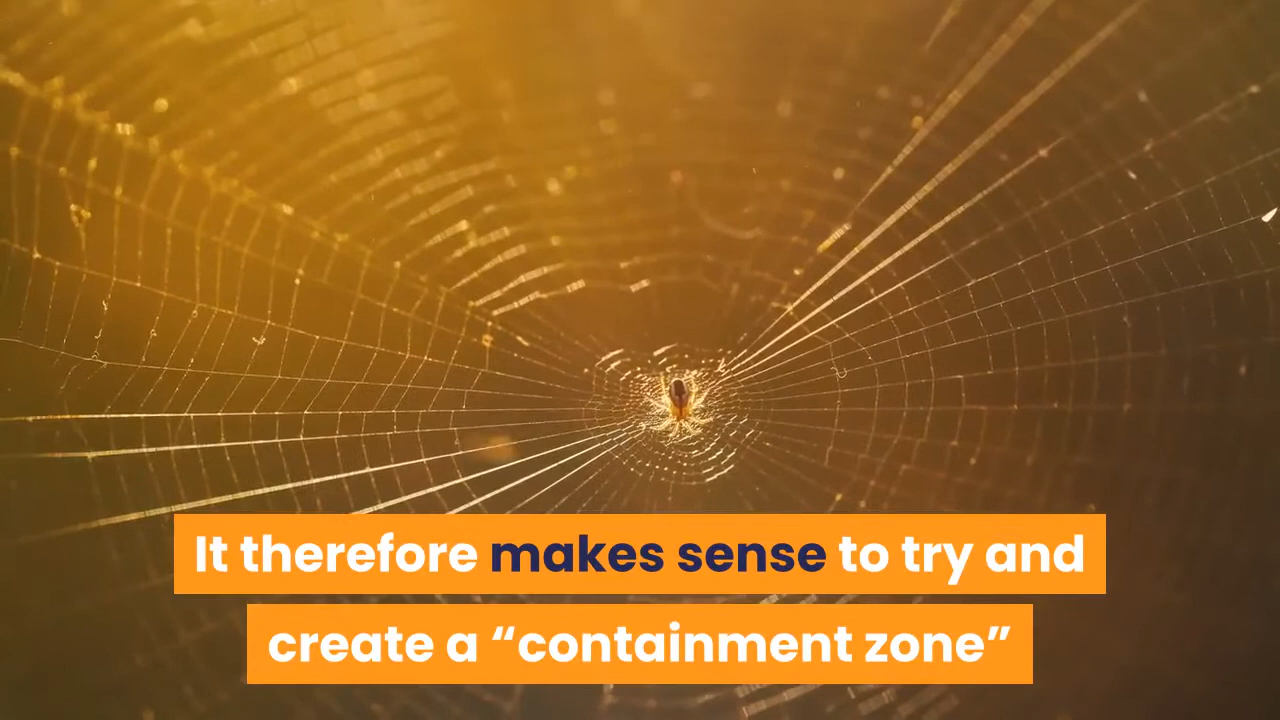 It therefore makes sense to try and
create a “containment zone”